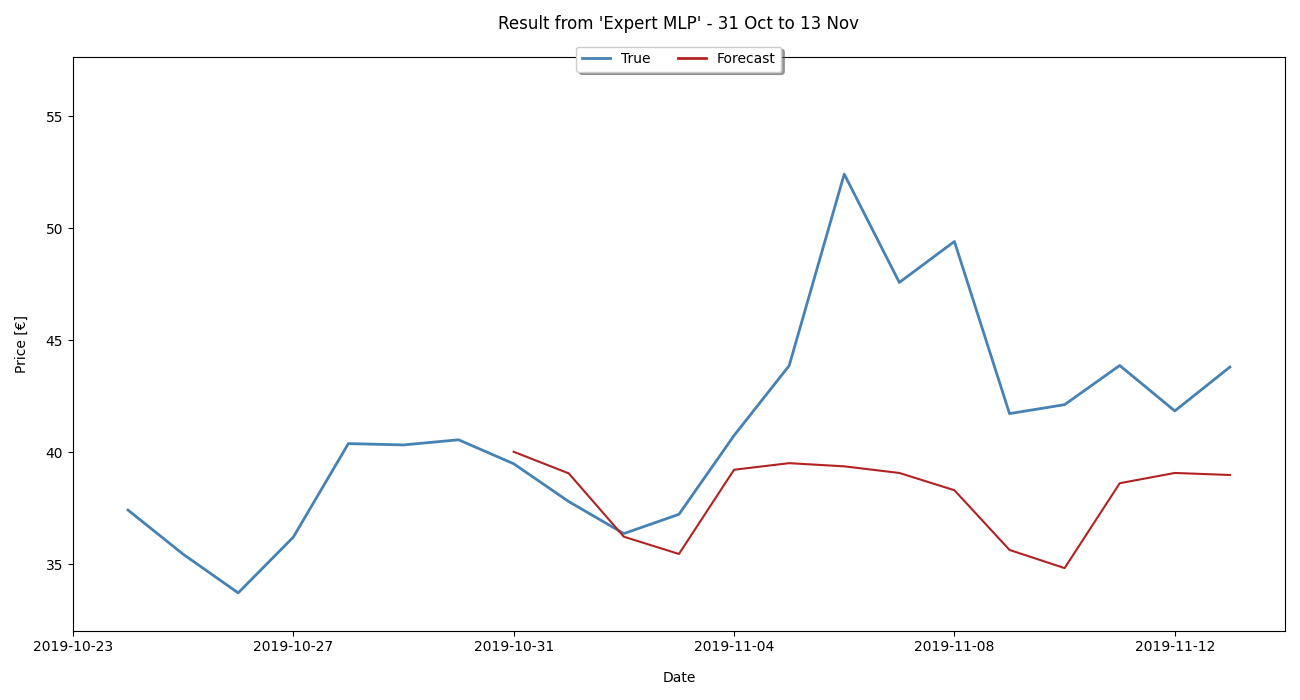 Result from 'Expert MLP' - 31 Oct to 13 Nov
True Forecast
55
50
45
40
35
Price [€]
2019-10-23 2019-10-27 2019-10-31 2019-11-04 2019-11-08 2019-11-12
Date